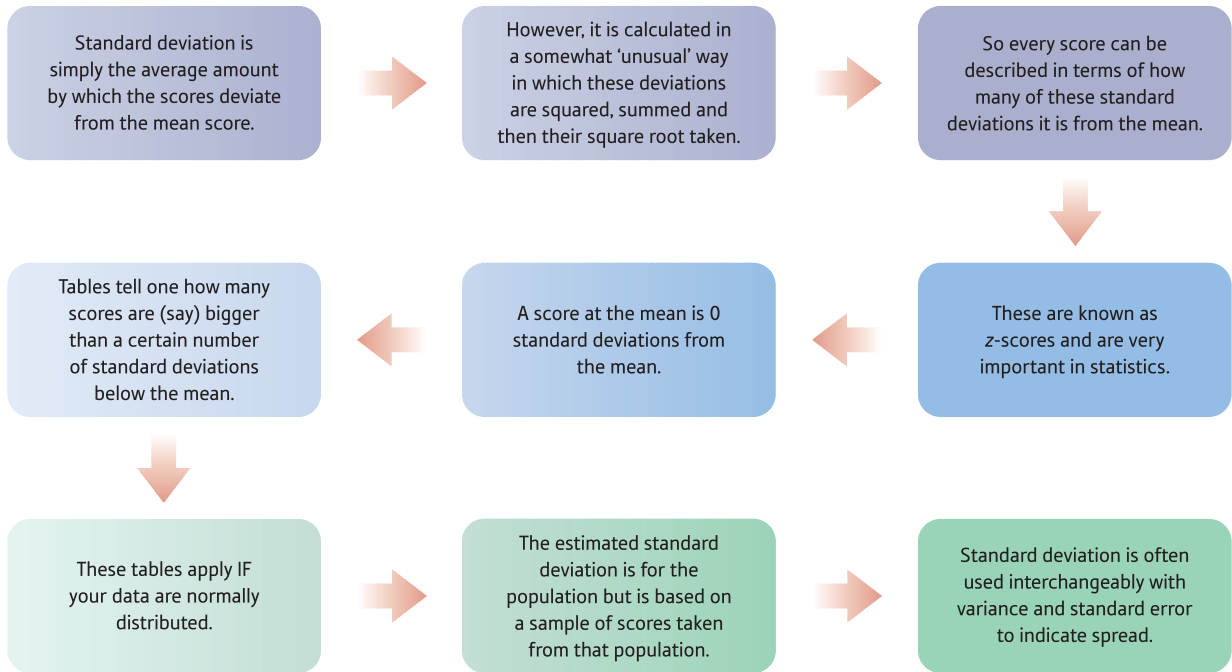 Standard deviation is
simply the average amount
by which the scores deviate
from the mean score.
However, it is calculated in
a somewhat ‘unusual’ way
in which these deviations
are squared, summed and
then their square root taken.
So every score can be
described in terms of how
many of these standard
deviations it is from the mean.
These are known as
z-scores and are very
important in statistics.
A score at the mean is 0
standard deviations from
the mean.
Tables tell one how many
scores are (say) bigger
than a certain number
of standard deviations
below the mean.
These tables apply IF
your data are normally
distributed.
The estimated standard
deviation is for the
population but is based on
a sample of scores taken
from that population.
Standard deviation is often
used interchangeably with
variance and standard error
to indicate spread.